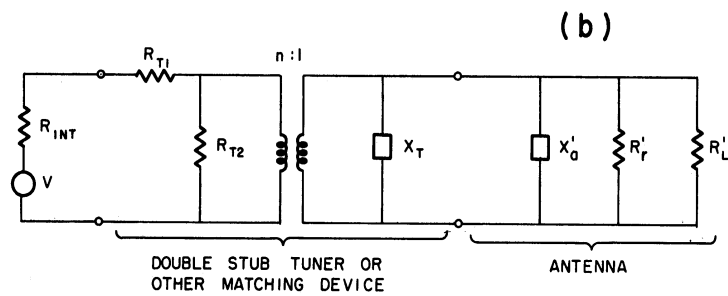 (b)
R_T1
n:1
R_INT
V
R_T2
X_T
X'_a
R'_r
R'_L
DOUBLE STUB TUNER OR
OTHER MATCHING DEVICE
ANTENNA